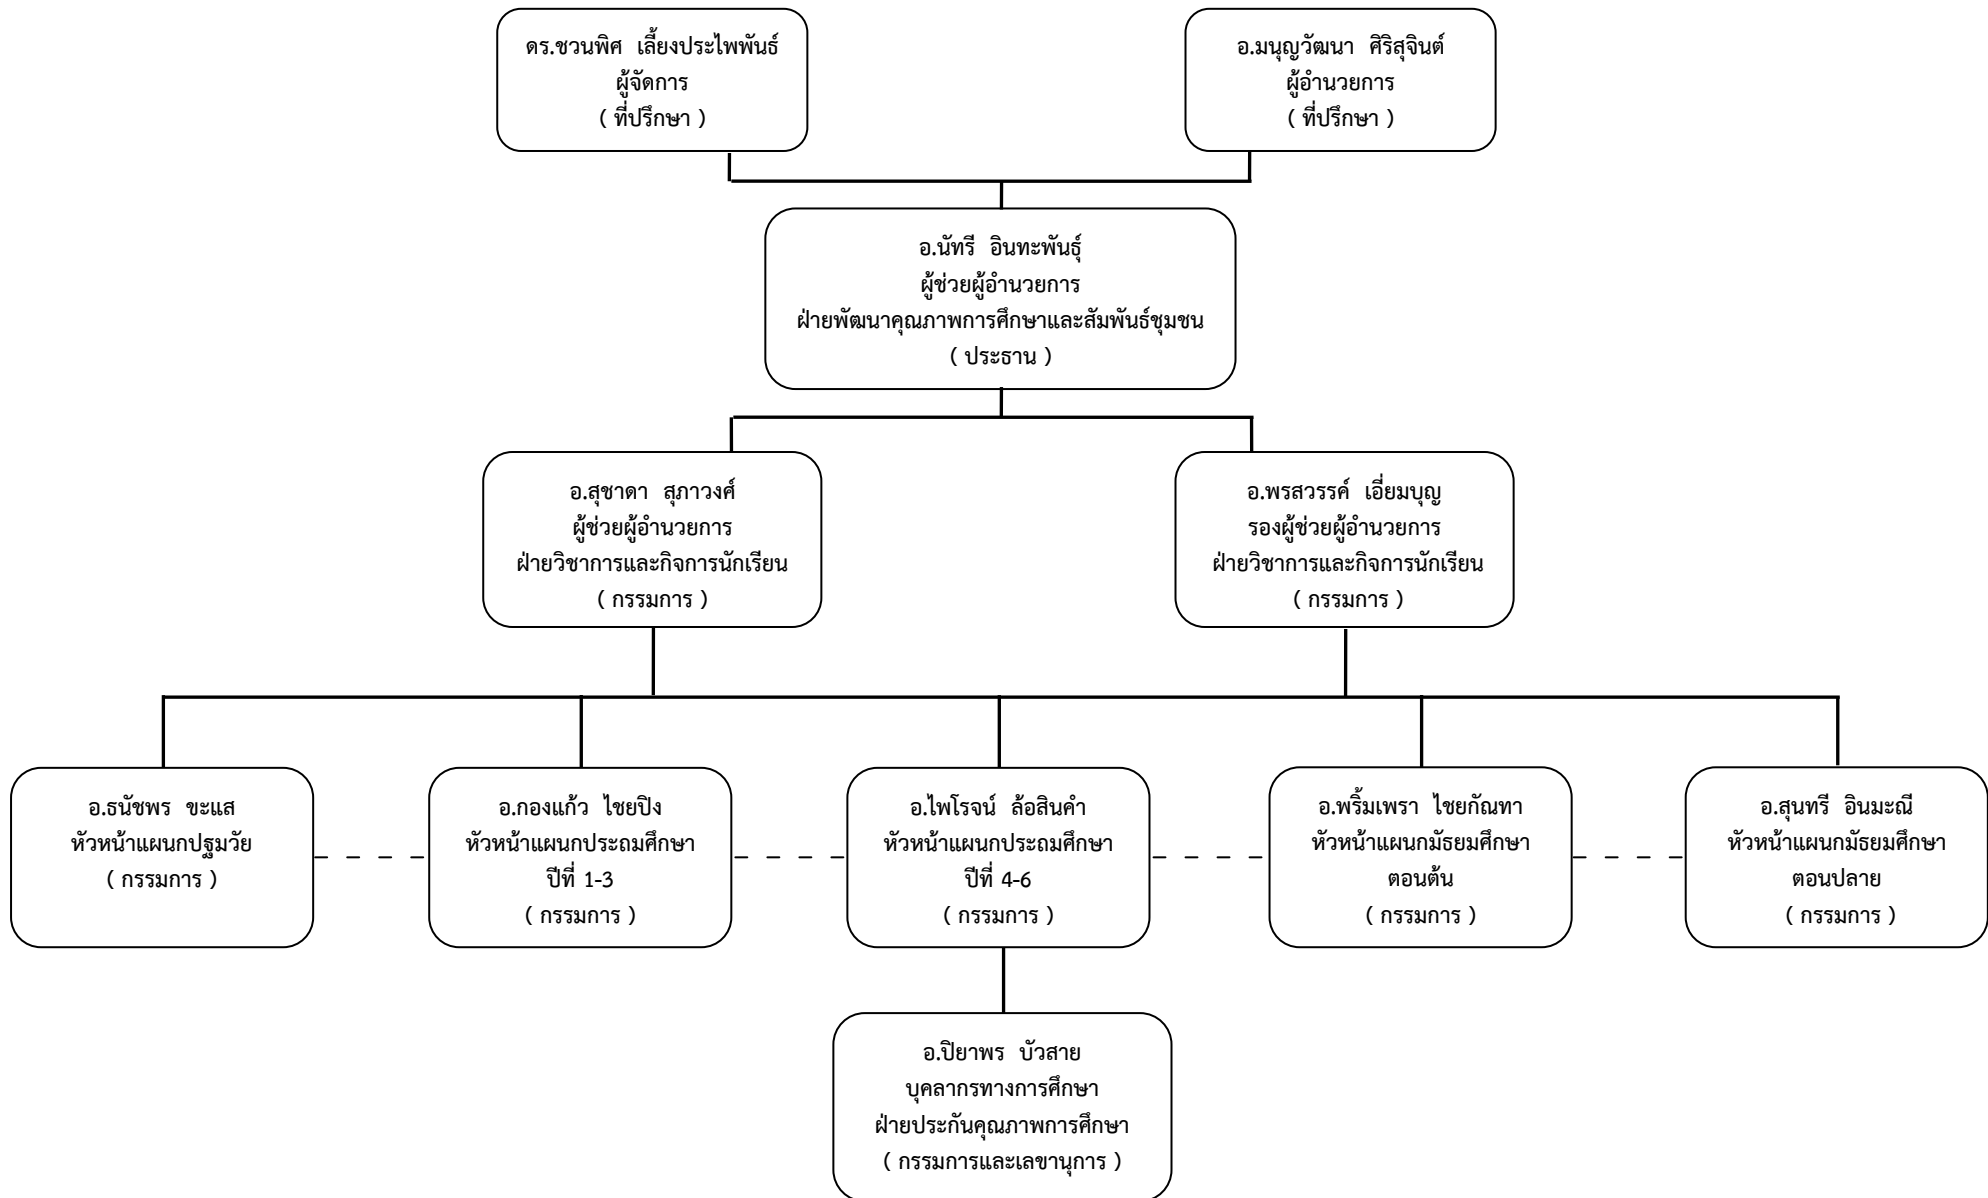 ดร.ชวนพิศ เลี้ยงประไพพันธ์
ผู้จัดการ
( ที่ปรึกษา )
อ.มนุญวัฒนา ศิริสุจินต์
ผู้อำนวยการ
( ที่ปรึกษา )
อ.นัทรี อินทะพันธุ์
ผู้ช่วยผู้อำนวยการ
ฝ่ายพัฒนาคุณภาพการศึกษาและสัมพันธ์ชุมชน
( ประธาน )
อ.สุชาดา สุภาวงศ์
ผู้ช่วยผู้อำนวยการ
ฝ่ายวิชาการและกิจการนักเรียน
( กรรมการ )
อ.พรสวรรค์ เอี่ยมบุญ
รองผู้ช่วยผู้อำนวยการ
ฝ่ายวิชาการและกิจการนักเรียน
( กรรมการ )
อ.ธนัชพร ขะแส
หัวหน้าแผนกปฐมวัย
( กรรมการ )
อ.กองแก้ว ไชยปิง
หัวหน้าแผนกประถมศึกษา
ปีที่ 1-3
( กรรมการ )
อ.ไพโรจน์ ล้อสินคำ
หัวหน้าแผนกประถมศึกษา
ปีที่ 4-6
( กรรมการ )
อ.พริ้มเพรา ไชยกัณทา
หัวหน้าแผนกมัธยมศึกษา
ตอนต้น
( กรรมการ )
อ.สุนทรี อินมะณี
หัวหน้าแผนกมัธยมศึกษา
ตอนปลาย
( กรรมการ )
อ.ปิยาพร บัวสาย
บุคลากรทางการศึกษา
ฝ่ายประกันคุณภาพการศึกษา
( กรรมการและเลขานุการ )